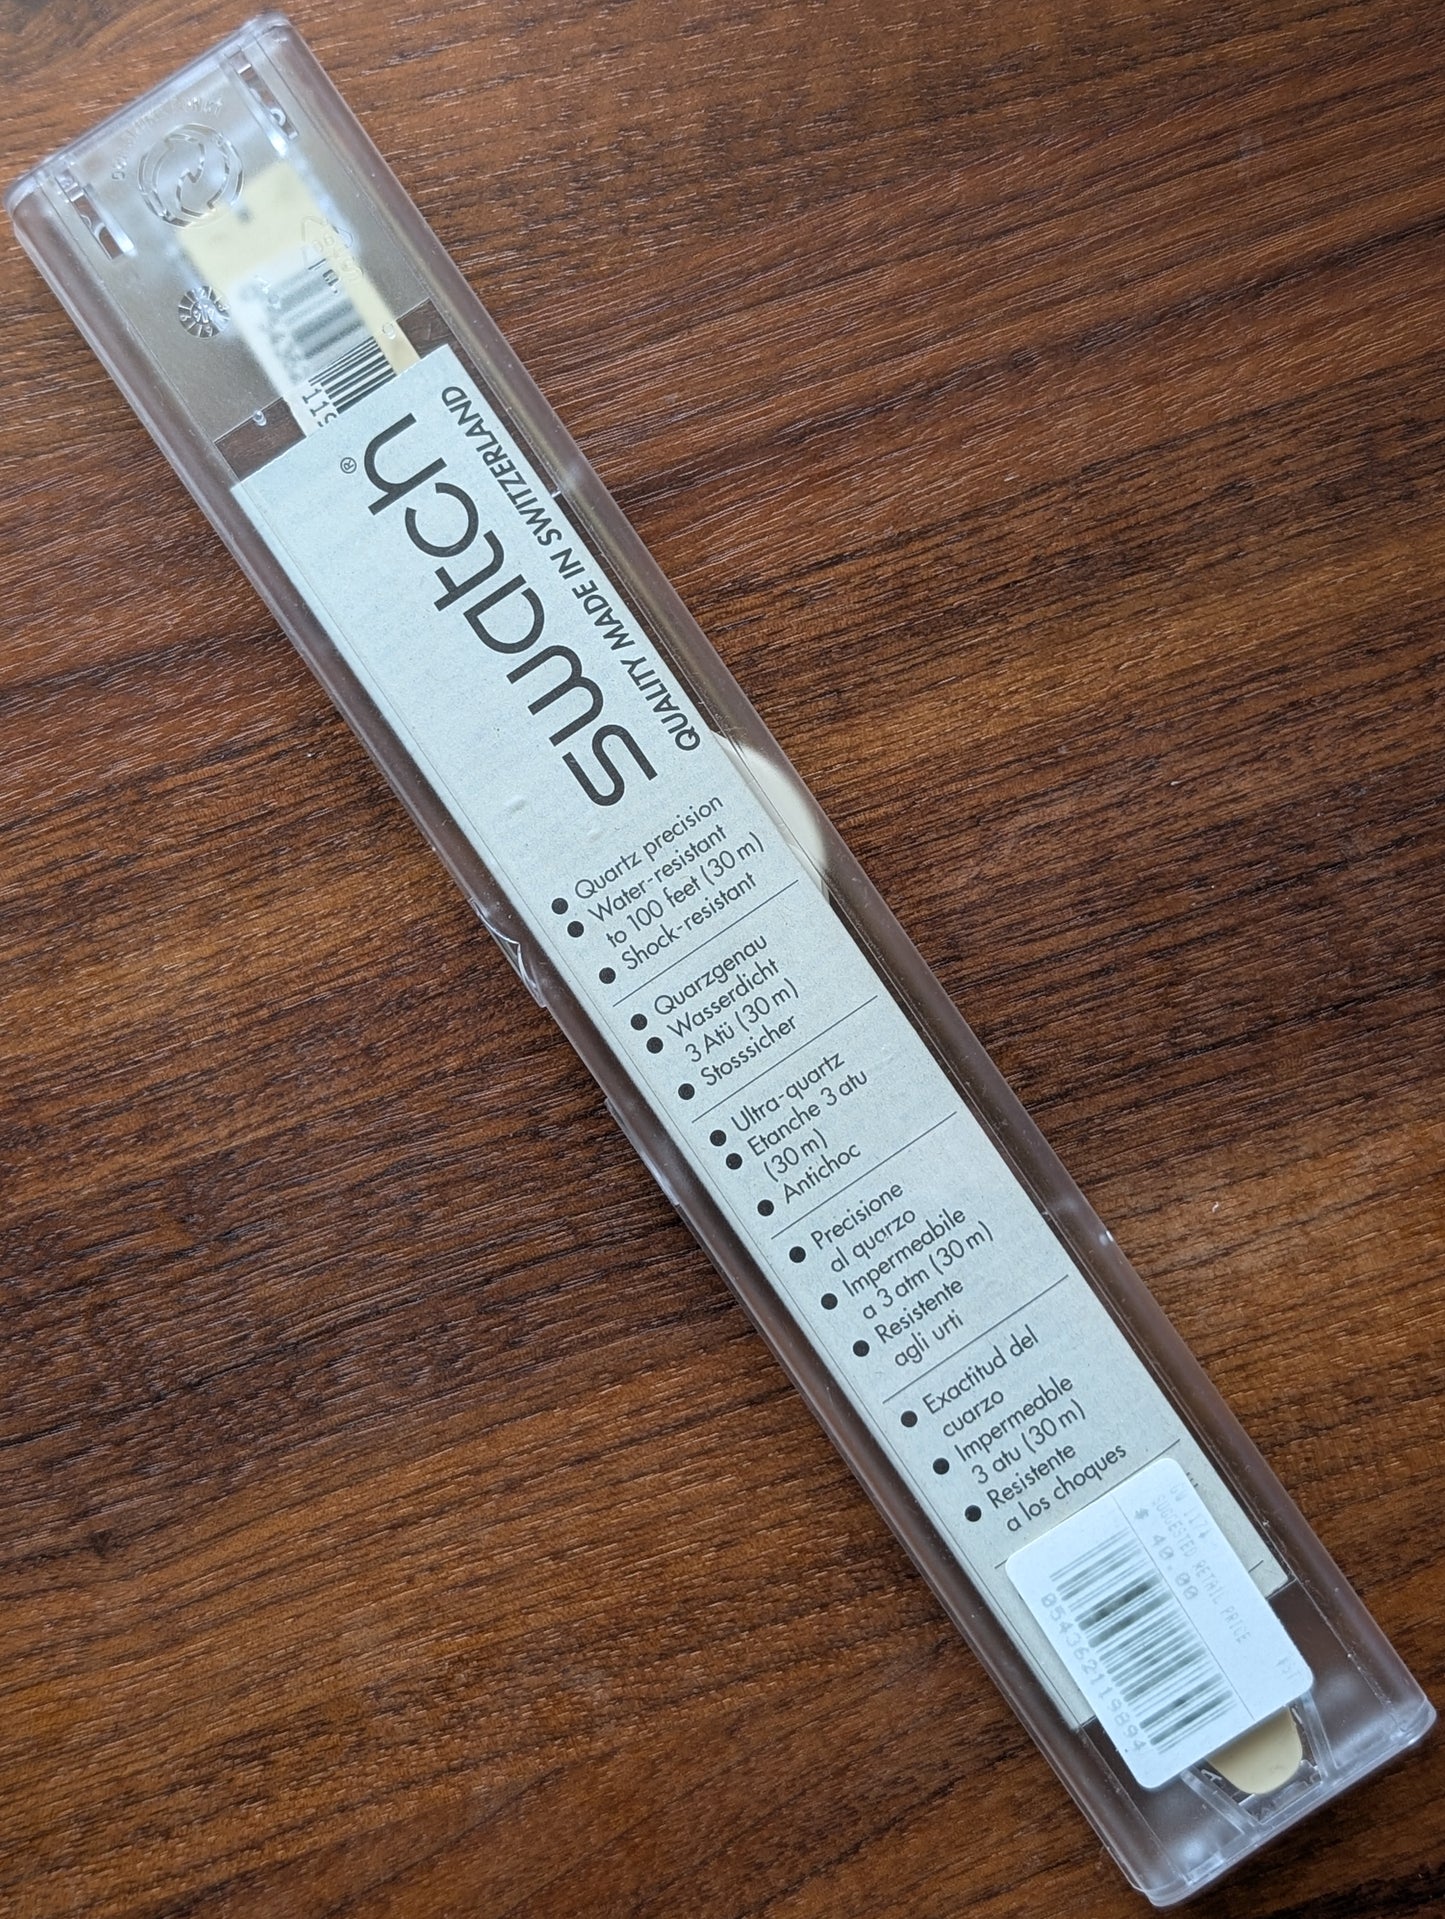 swatch®
QUALITY MADE IN SWITZERLAND
• Quartz precision
• Water-resistant
to 100 feet (30 m)
• Shock-resistant
• Quarzgenau
• Wasserdicht
3 Atü (30 m)
• Stosssicher
• Ultra-quartz
• Etanche 3 atu
(30 m)
• Antichoc
• Precisione
al quarzo
• Impermeabile
a 3 atm (30 m)
• Resistente
agli urti
• Exactitud del
cuarzo
• Impermeable
3 atu (30 m)
• Resistente
a los choques
SUGGESTED RETAIL PRICE
$ 40.00